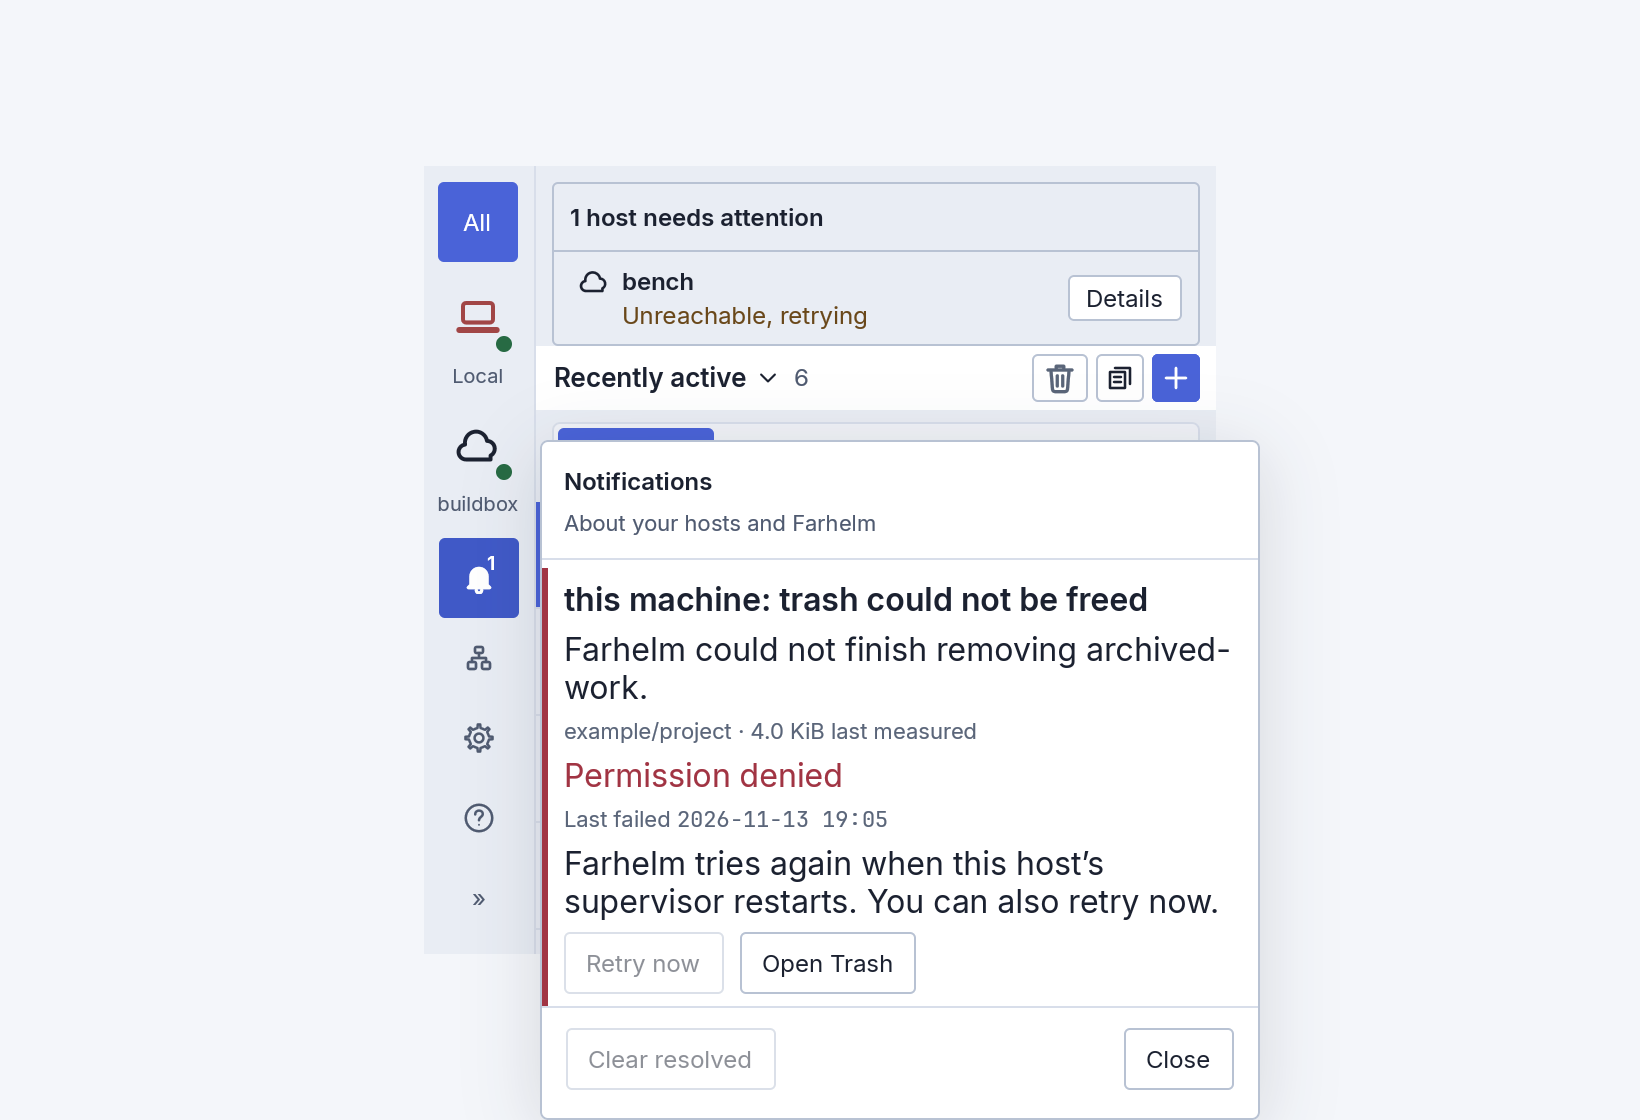 All
Local
buildbox
1
»
1 host needs attention
bench
Unreachable, retrying
Details
Recently active 6
Notifications
About your hosts and Farhelm
this machine: trash could not be freed
Farhelm could not finish removing archived-
work.
example/project · 4.0 KiB last measured
Permission denied
Last failed 2026-11-13 19:05
Farhelm tries again when this host’s
supervisor restarts. You can also retry now.
Retry now Open Trash
Clear resolved Close